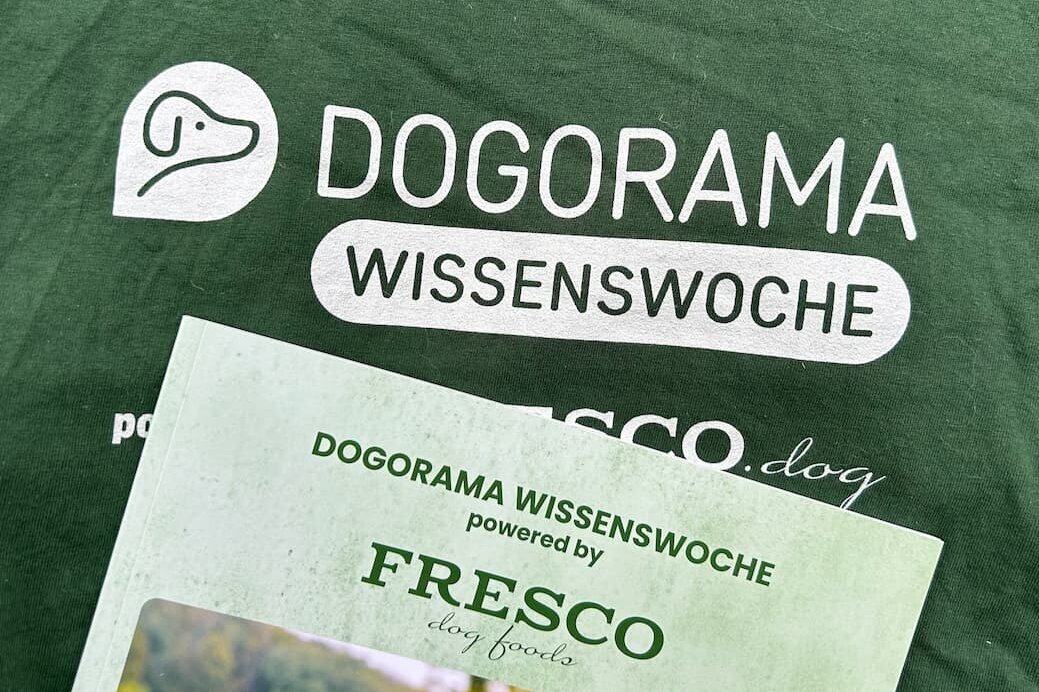 DOGORAMA
WISSENSWOCHE
DOGORAMA WISSENSWOCHE
powered by
FRESCO
dog foods